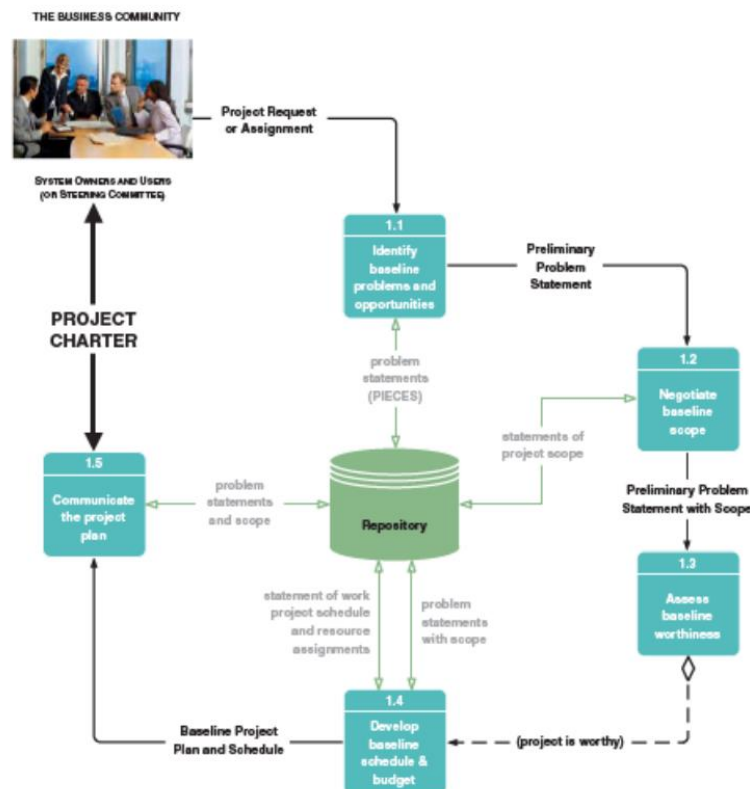 THE BUSINESS COMMUNITY
Project Request
or Assignment
SYSTEM OWNERS AND USERS
(OR STEERING COMMITTEE)
1.1
Identify
baseline
problems and
opportunities
Preliminary
Problem
Statement
PROJECT
CHARTER
problem
statements
(PIECES)
1.2
Negotiate
baseline
scope
statements of
project scope
1.5
Communicate
the project
plan
problem
statements
and scope
Repository
Preliminary Problem
Statement with Scope
1.3
Assess
baseline
worthiness
statement of work
project schedule
and resource
assignments
problem
statements
with scope
1.4
Develop
baseline
schedule &
budget
Baseline Project
Plan and Schedule
(project is worthy)